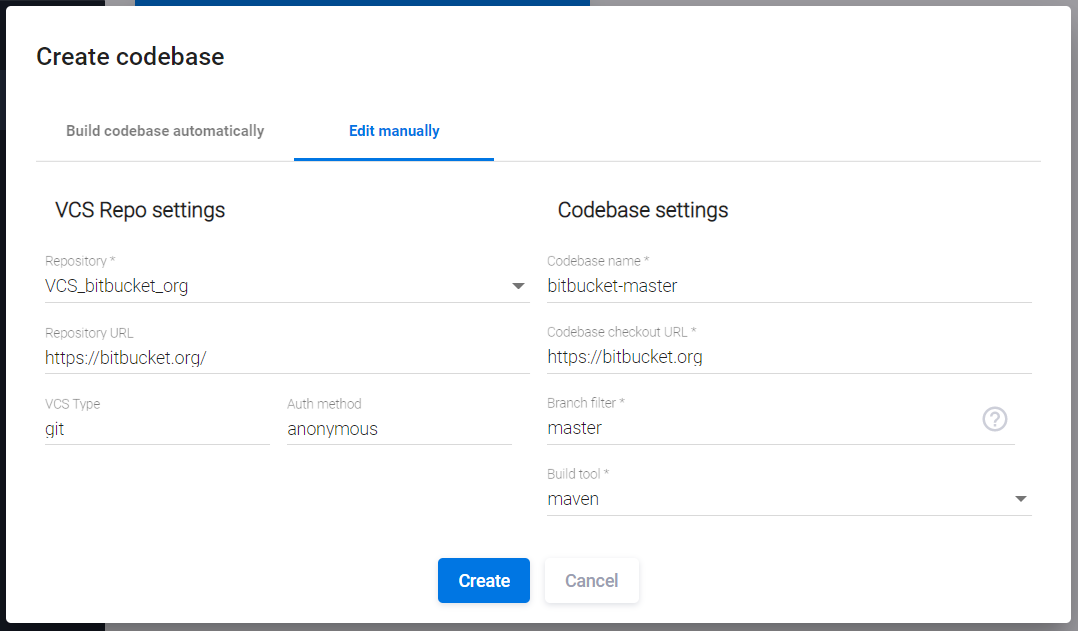 Create codebase
Build codebase automatically
Edit manually
VCS Repo settings
Repository *
VCS_bitbucket_org
Repository URL
https://bitbucket.org/
VCS Type
git
Auth method
anonymous
Codebase settings
Codebase name *
bitbucket-master
Codebase checkout URL *
https://bitbucket.org
Branch filter *
master
?
Build tool *
maven
Create
Cancel